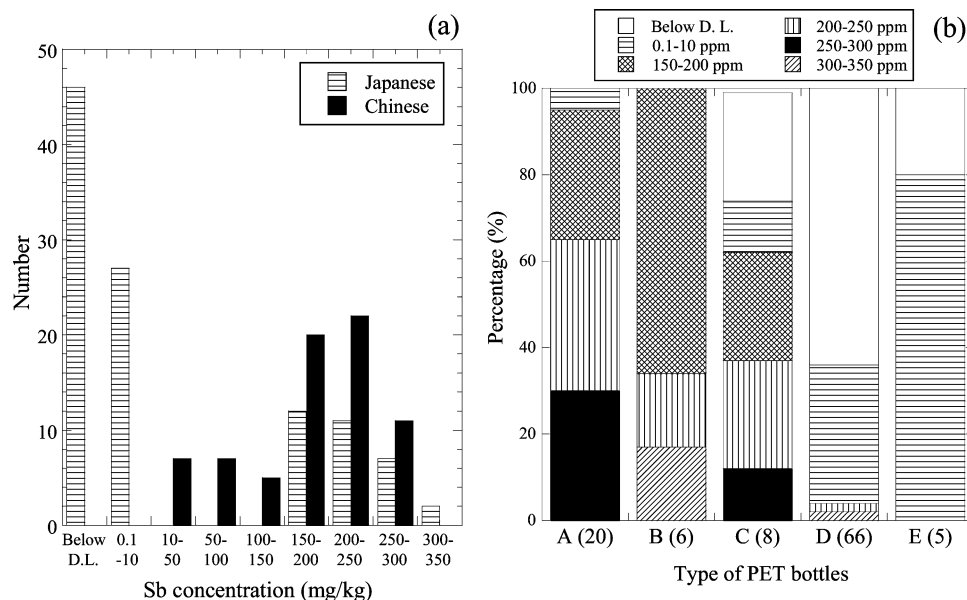 (a)
50
40
30
20
10
0
Number
Japanese
Chinese
Below D.L.
0.1 -10
10- 50
50- 100
100- 150
150- 200
200- 250
250- 300
300- 350
Sb concentration (mg/kg)
(b)
Below D. L.
0.1-10 ppm
150-200 ppm
200-250 ppm
250-300 ppm
300-350 ppm
100
80
60
40
20
0
Percentage (%)
A (20) B (6) C (8) D (66) E (5)
Type of PET bottles